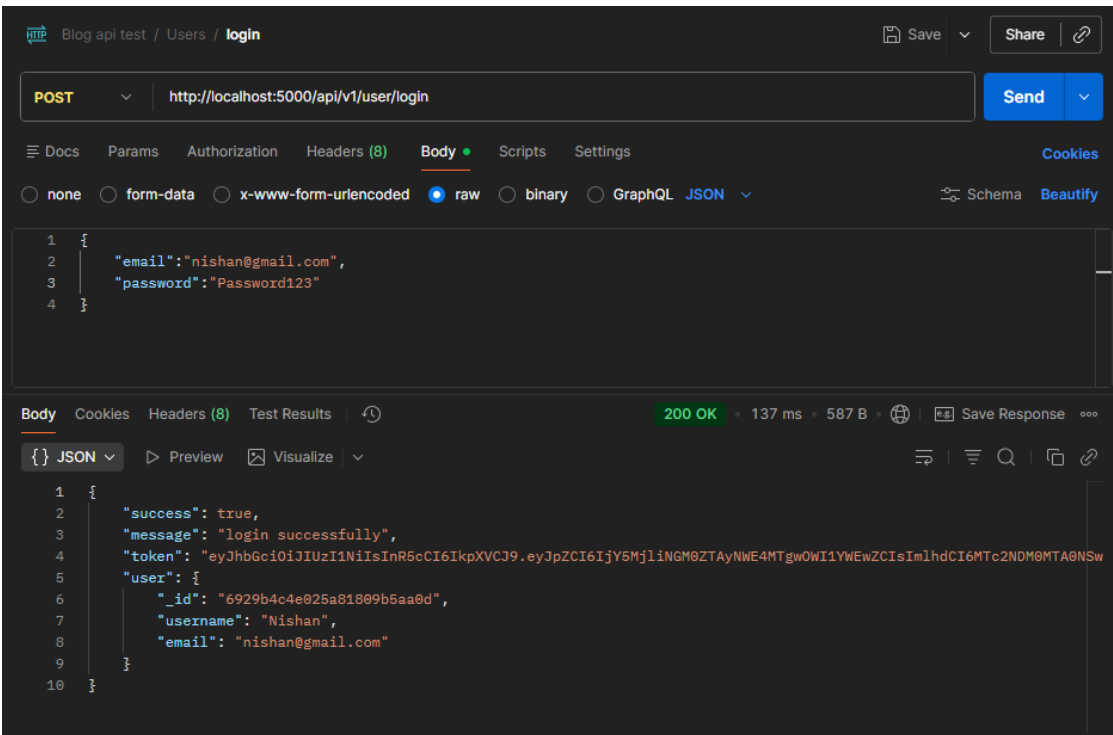 HTTP Blog api test / Users / login Save Share
POST http://localhost:5000/api/v1/user/login Send
Docs Params Authorization Headers (8) Body Scripts Settings Cookies
none form-data x-www-form-urlencoded raw binary GraphQL JSON Schema Beautify
1 {
2 "email":"nishan@gmail.com",
3 "password":"Password123"
4 }
Body Cookies Headers (8) Test Results 200 OK 137 ms 587 B e.g. Save Response
{} JSON Preview Visualize
1 {
2 "success": true,
3 "message": "login successfully",
4 "token": "eyJhbGciOiJIUzI1NiIsInR5cCI6IkpXVCJ9.eyJpZCI6IjY5MjliNGM0ZTAyNWE4MTgwOWI1YWEwZCIsImlhdCI6MTc2NDM0MTA0NSw
5 "user": {
6 "_id": "6929b4c4e025a81809b5aa0d",
7 "username": "Nishan",
8 "email": "nishan@gmail.com"
9 }
10 }